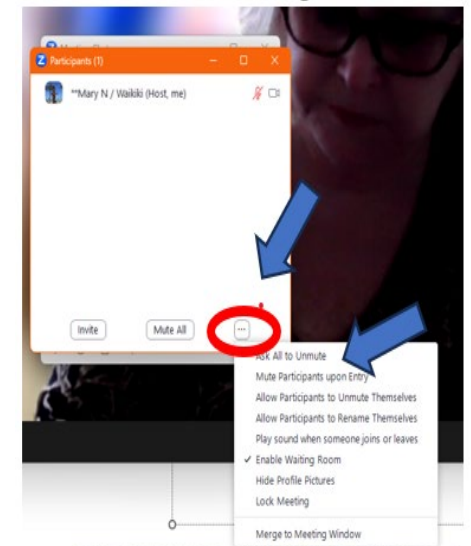 Participants (1)
**Mary N / Waikiki (Host, me)
Invite
Mute All
...
Ask All to Unmute
Mute Participants upon Entry
Allow Participants to Unmute Themselves
Allow Participants to Rename Themselves
Play sound when someone joins or leaves
✓ Enable Waiting Room
Hide Profile Pictures
Lock Meeting
Merge to Meeting Window